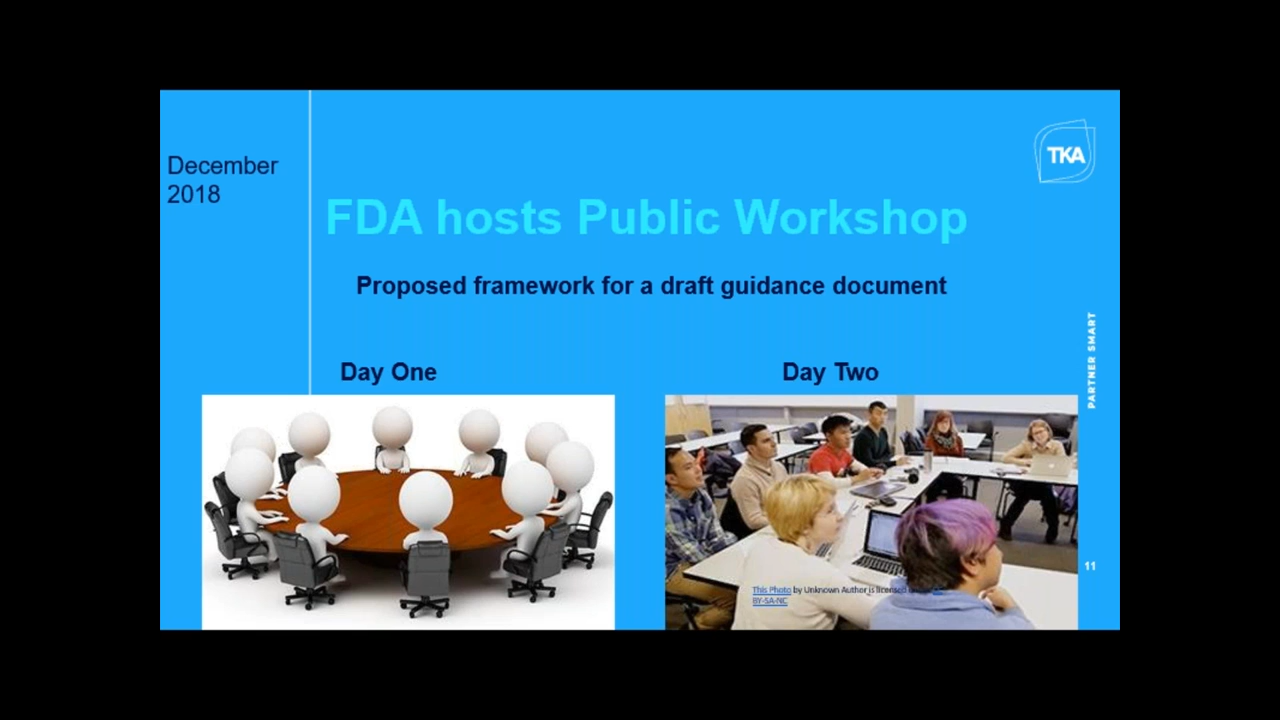 December
2018
TKA
FDA hosts Public Workshop
Proposed framework for a draft guidance document
PARTNER SMART
Day One
Day Two
This Photo by Unknown Author is licensed
BY-SA-NC
11